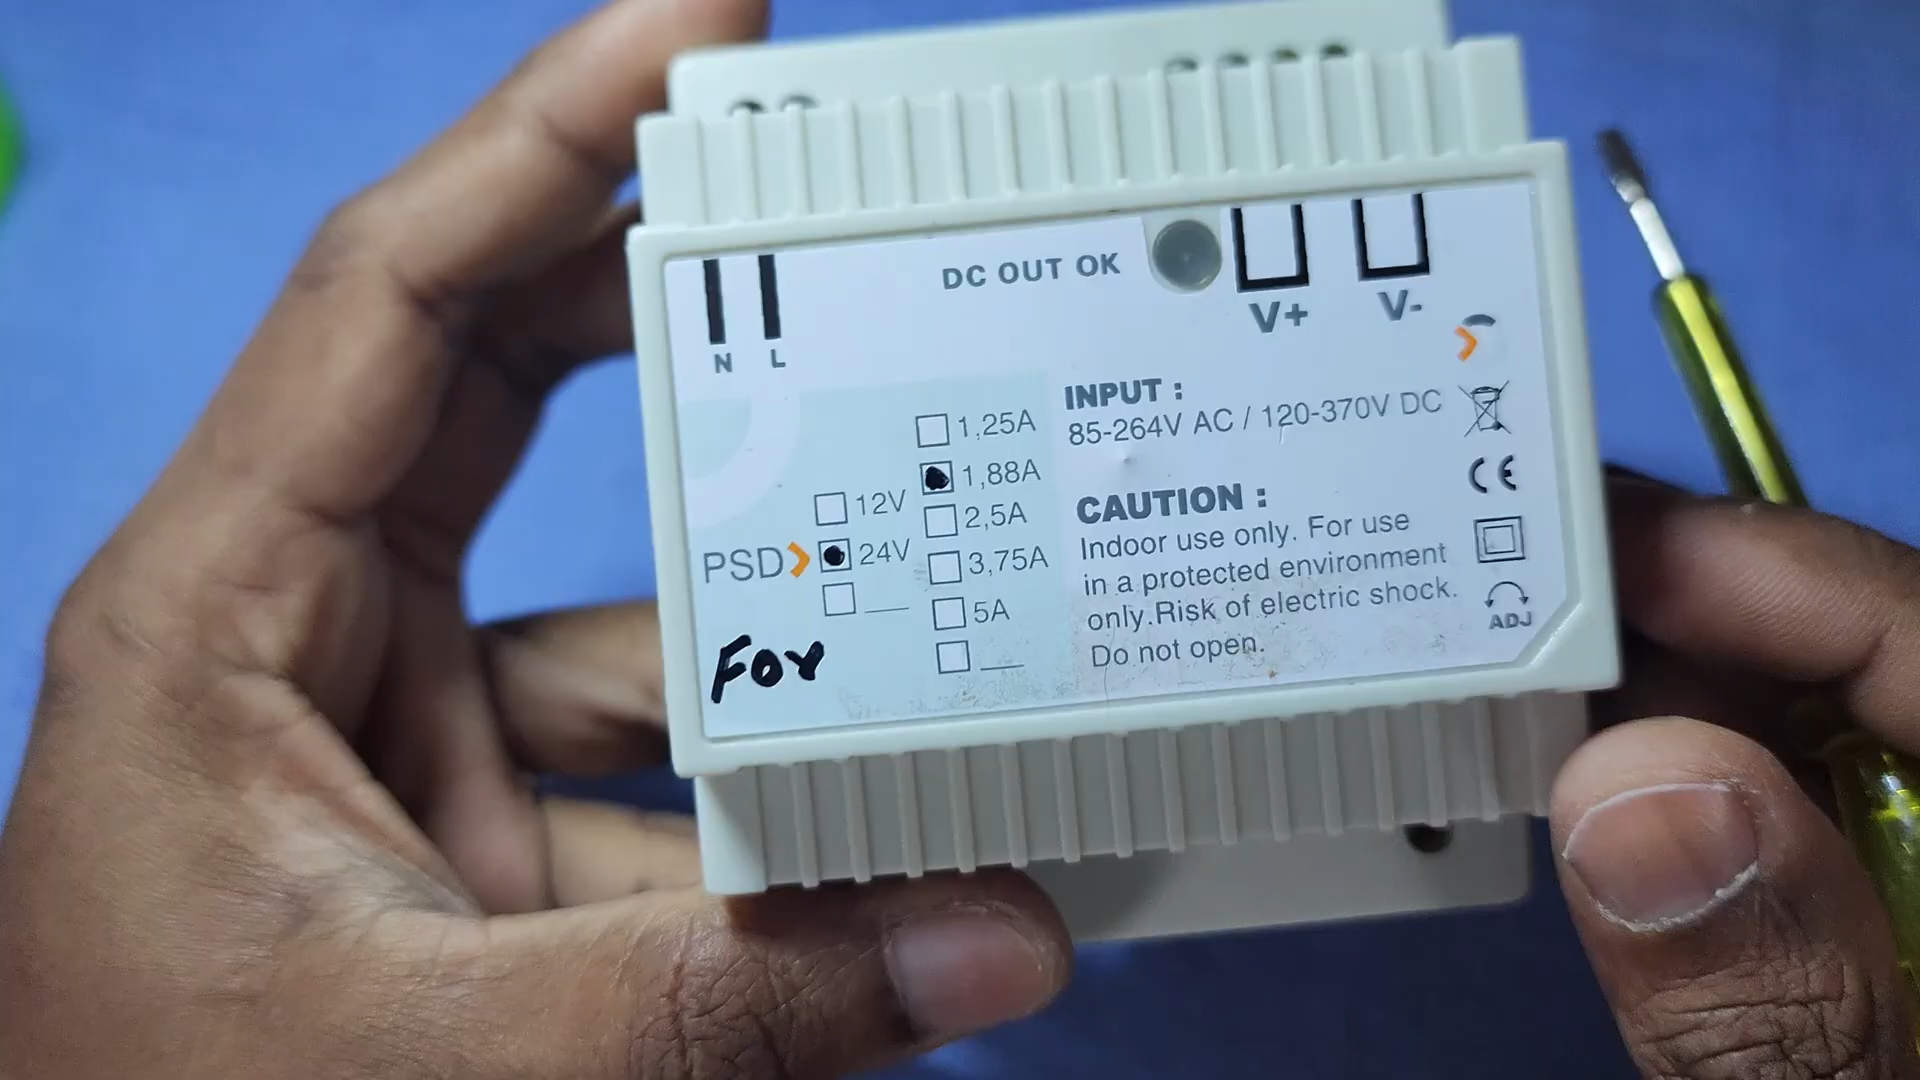 DC OUT OK
V+ V-
N L
INPUT :
85-264V AC / 120-370V DC
1,25A
1,88A
2,5A
3,75A
5A
12V
24V
PSD
For
CAUTION :
Indoor use only. For use
in a protected environment
only.Risk of electric shock.
Do not open.
CE
ADJ